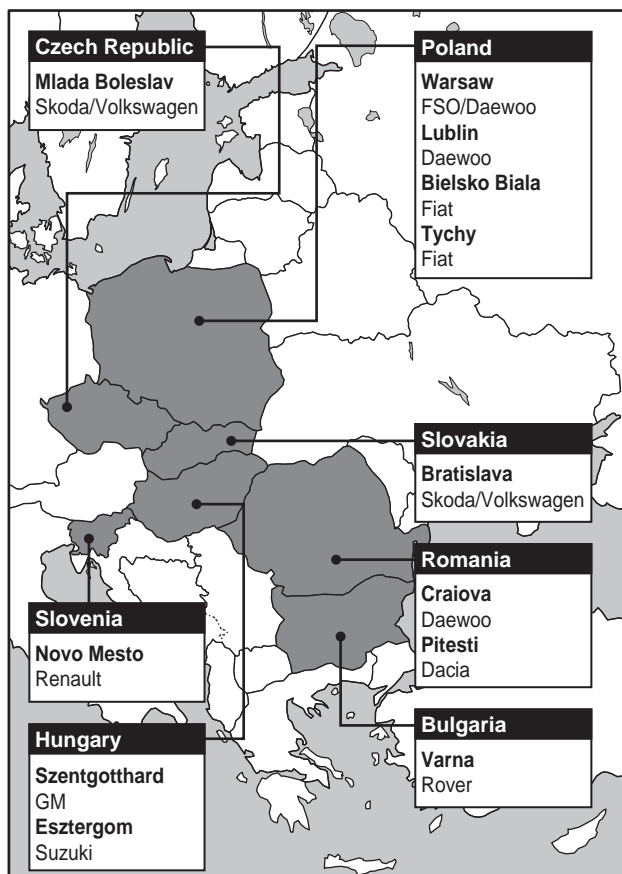 Czech Republic
Mlada Boleslav
Skoda/Volkswagen
Poland
Warsaw
FSO/Daewoo
Lublin
Daewoo
Bielsko Biala
Fiat
Tychy
Fiat
Slovakia
Bratislava
Skoda/Volkswagen
Romania
Craiova
Daewoo
Pitesti
Dacia
Slovenia
Novo Mesto
Renault
Bulgaria
Varna
Rover
Hungary
Szentgotthard
GM
Esztergom
Suzuki